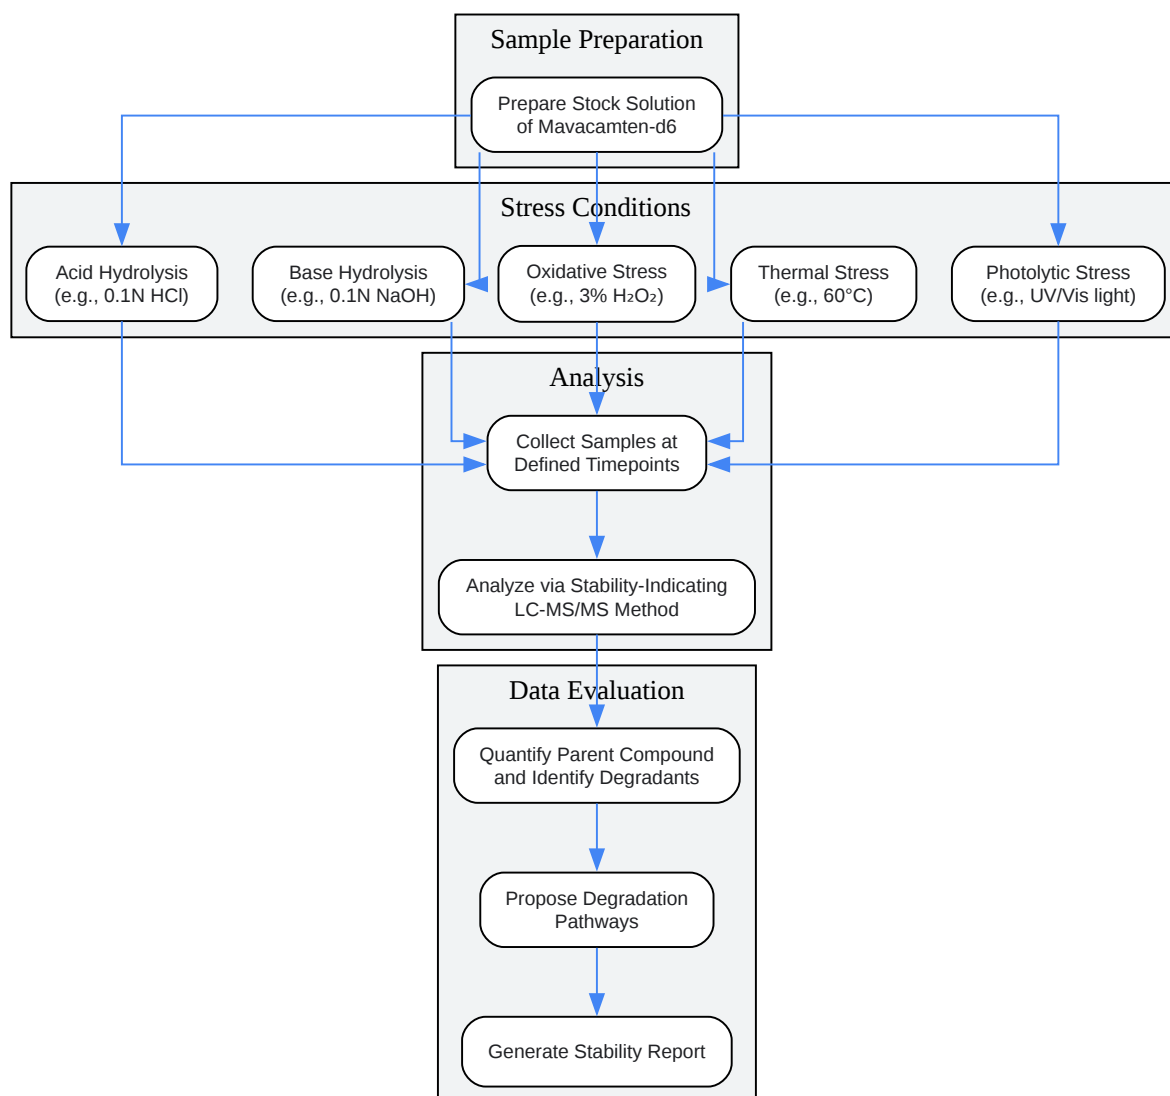 Sample Preparation
Prepare Stock Solution
of Mavacamten-d6
Stress Conditions
Acid Hydrolysis
(e.g., 0.1N HCl)
Base Hydrolysis
(e.g., 0.1N NaOH)
Oxidative Stress
(e.g., 3% H₂O₂)
Thermal Stress
(e.g., 60°C)
Photolytic Stress
(e.g., UV/Vis light)
Analysis
Collect Samples at
Defined Timepoints
Analyze via Stability-Indicating
LC-MS/MS Method
Data Evaluation
Quantify Parent Compound
and Identify Degradants
Propose Degradation
Pathways
Generate Stability Report